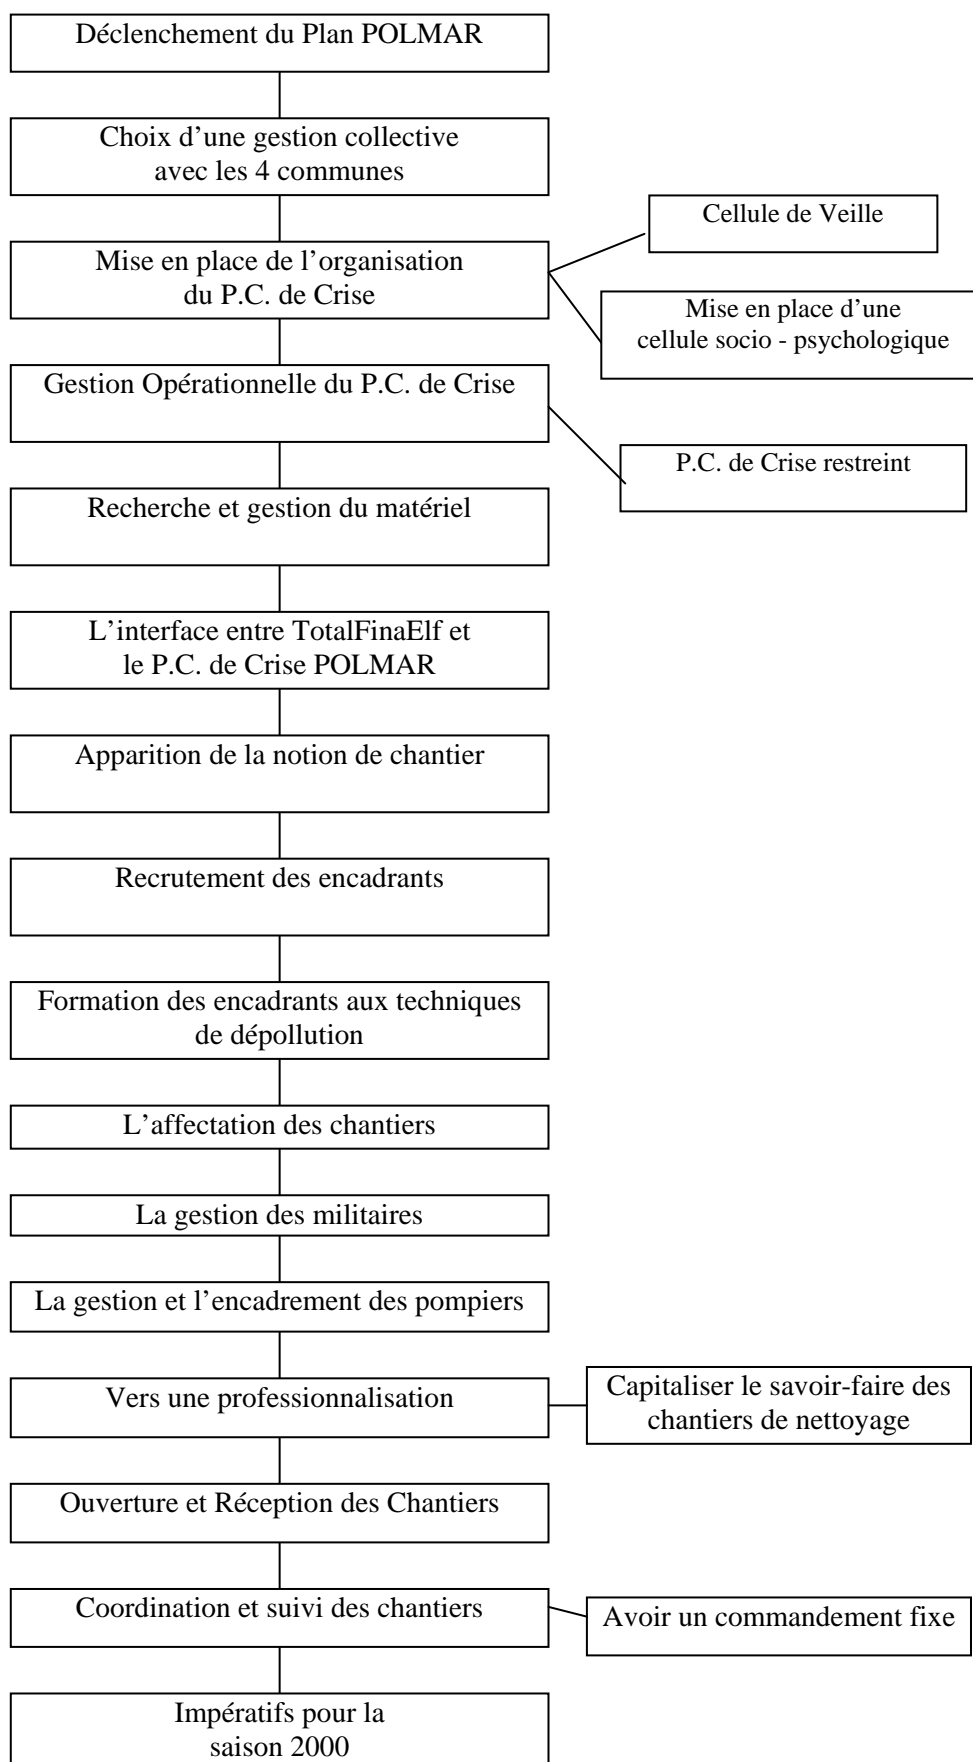 Déclenchement du Plan POLMAR
Choix d’une gestion collective
avec les 4 communes
Cellule de Veille
Mise en place de l’organisation
du P.C. de Crise
Mise en place d’une
cellule socio - psychologique
Gestion Opérationnelle du P.C. de Crise
P.C. de Crise restreint
Recherche et gestion du matériel
L’interface entre TotalFinaElf et
le P.C. de Crise POLMAR
Apparition de la notion de chantier
Recrutement des encadrants
Formation des encadrants aux techniques
de dépollution
L’affectation des chantiers
La gestion des militaires
La gestion et l’encadrement des pompiers
Vers une professionnalisation
Capitaliser le savoir-faire des
chantiers de nettoyage
Ouverture et Réception des Chantiers
Coordination et suivi des chantiers
Avoir un commandement fixe
Impératifs pour la
saison 2000